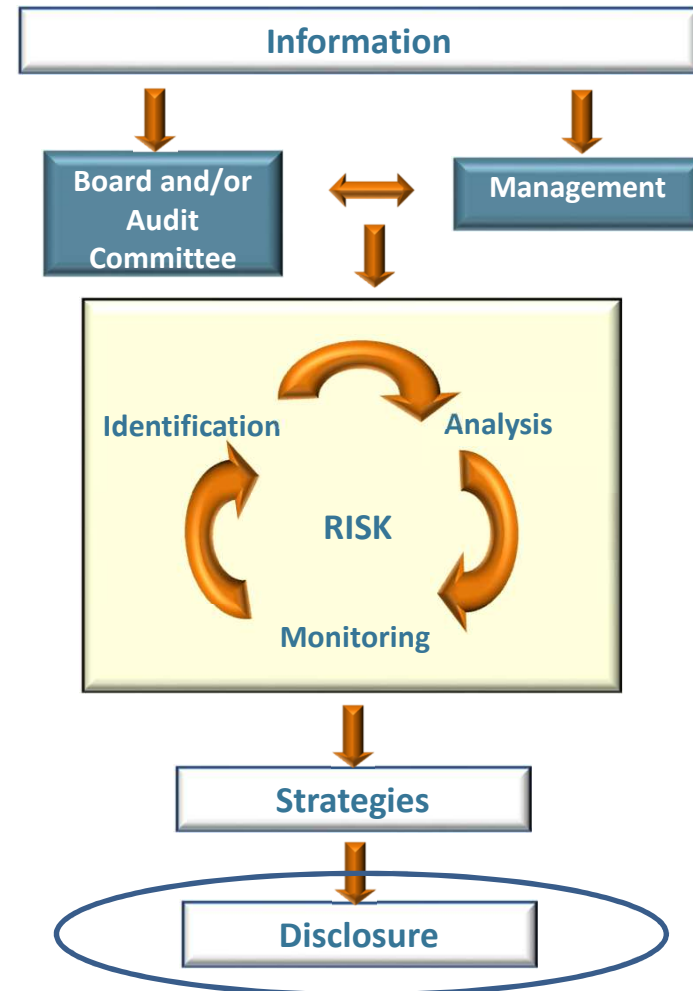 Information
Board and/or
Audit
Committee
Management
Identification
Analysis
RISK
Monitoring
Strategies
Disclosure